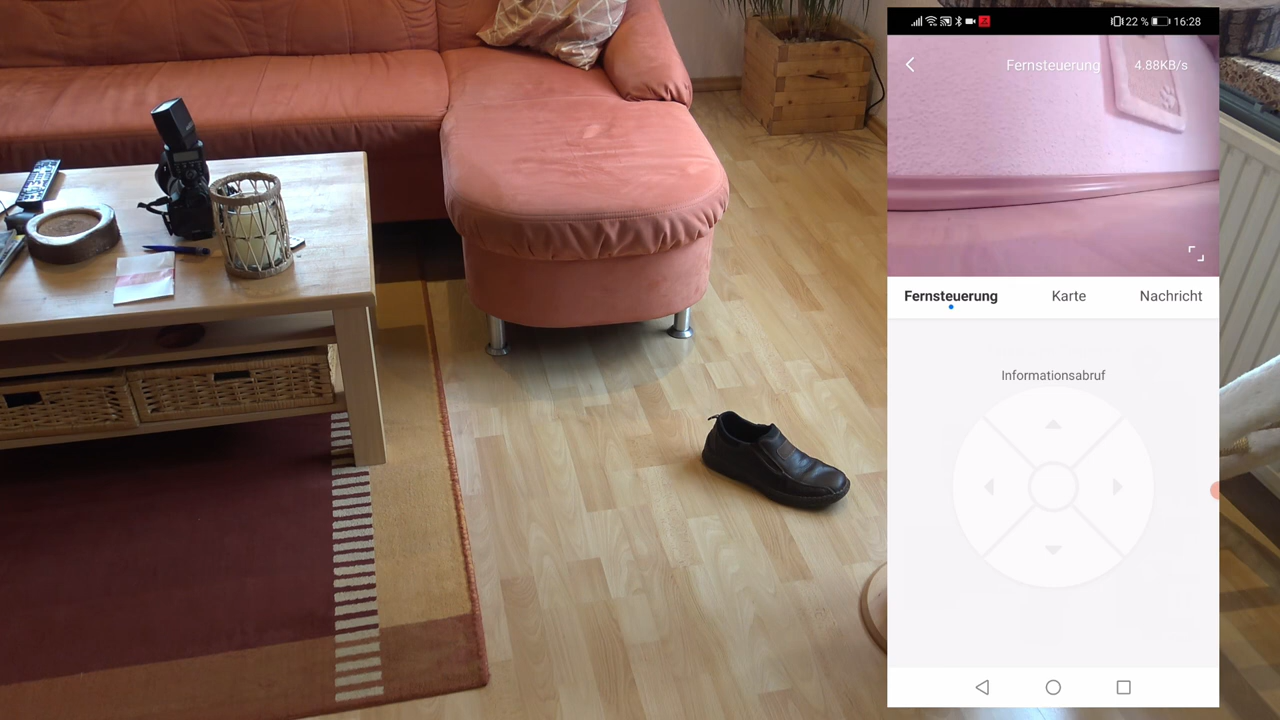 22 % 16:28
Fernsteuerung 4.88KB/s
Fernsteuerung Karte Nachricht
Informationsabruf